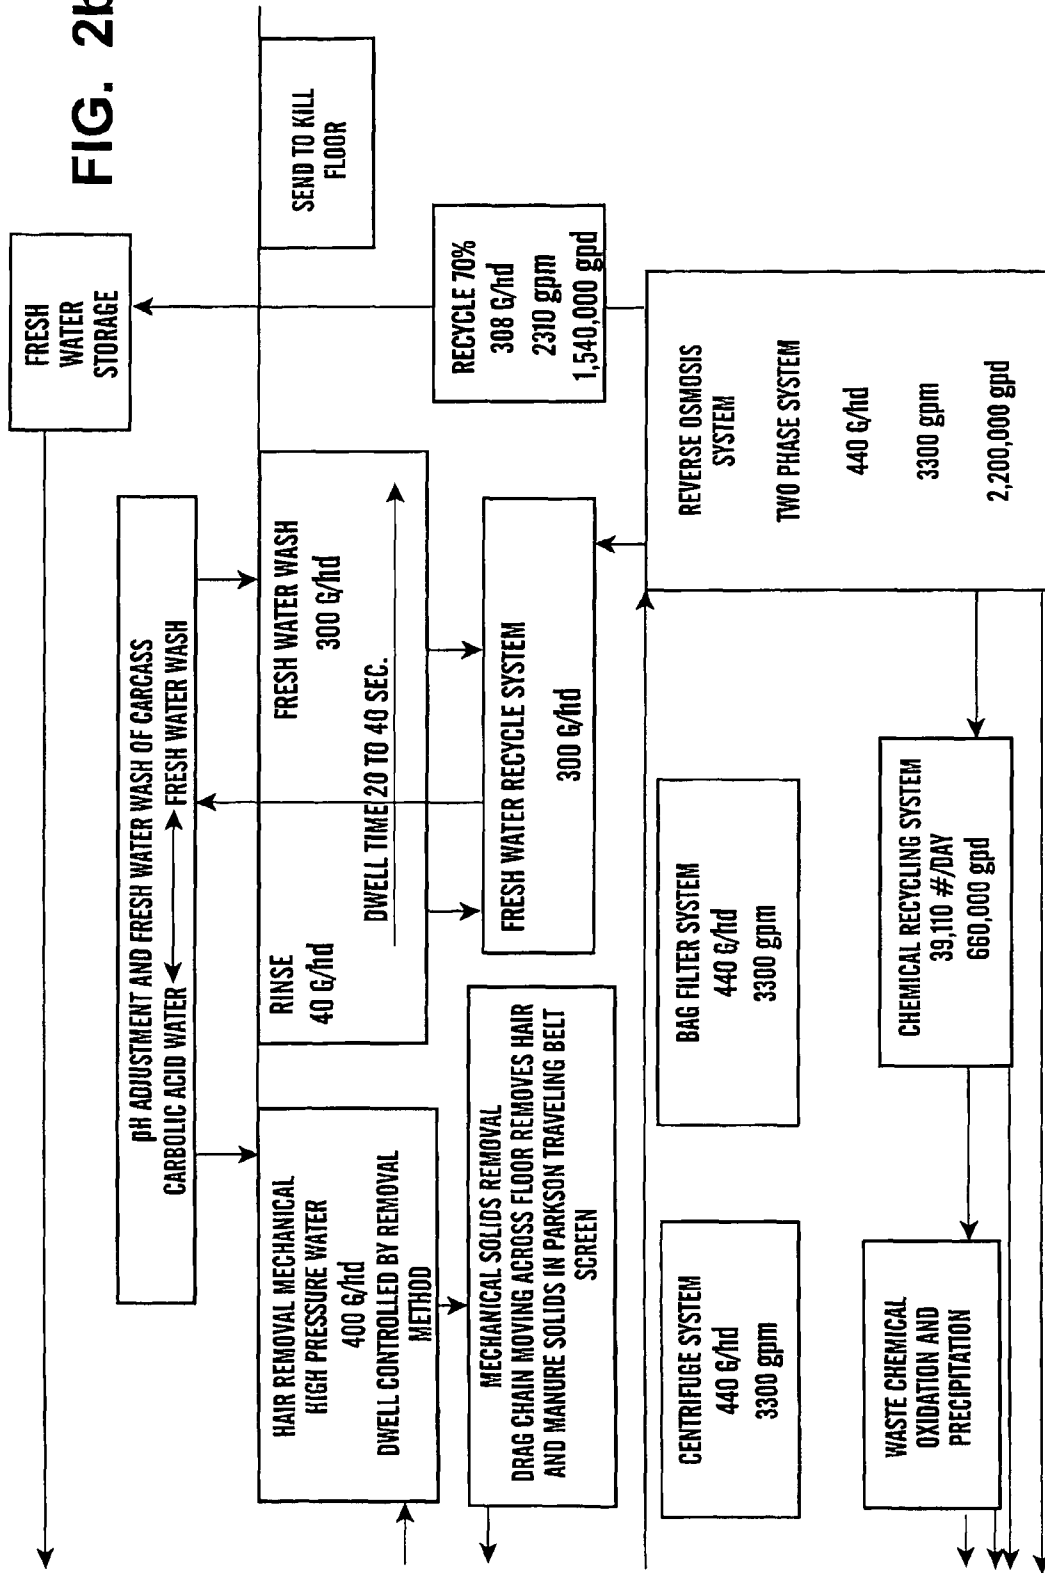 FIG. 2b
FRESH
WATER
STORAGE
pH ADJUSTMENT AND FRESH WATER WASH OF CARCASS
CARBOLIC ACID WATER
FRESH WATER WASH
HAIR REMOVAL MECHANICAL
HIGH PRESSURE WATER
400 G/hd
DWELL CONTROLLED BY REMOVAL
METHOD
RINSE
40 G/hd
FRESH WATER WASH
300 G/hd
DWELL TIME 20 TO 40 SEC.
SEND TO KILL
FLOOR
MECHANICAL SOLIDS REMOVAL
DRAG CHAIN MOVING ACROSS FLOOR REMOVES HAIR
AND MANURE SOLIDS IN PARKSON TRAVELING BELT
SCREEN
FRESH WATER RECYCLE SYSTEM
300 G/hd
RECYCLE 70%
308 G/hd
2310 gpm
1,540,000 gpd
CENTRIFUGE SYSTEM
440 G/hd
3300 gpm
BAG FILTER SYSTEM
440 G/hd
3300 gpm
REVERSE OSMOSIS
SYSTEM
TWO PHASE SYSTEM
440 G/hd
3300 gpm
2,200,000 gpd
WASTE CHEMICAL
OXIDATION AND
PRECIPITATION
CHEMICAL RECYCLING SYSTEM
39,110 #/DAY
660,000 gpd